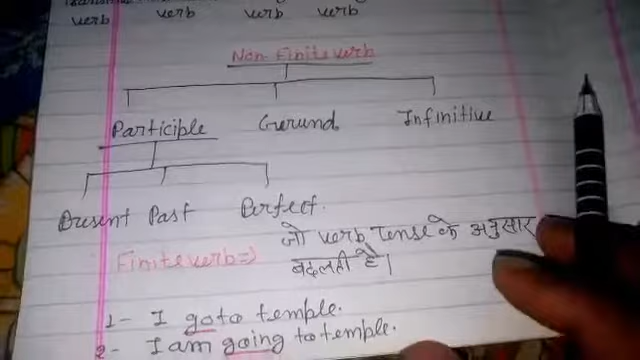 verb verb verb verb
Non-Finite verb
Participle Gerund Infinitive
Present Past Perfect.
जो verb Tense के अनुसार
Finite verb⇒ बदलती है।
1- I go to temple.
2- I am going to temple.